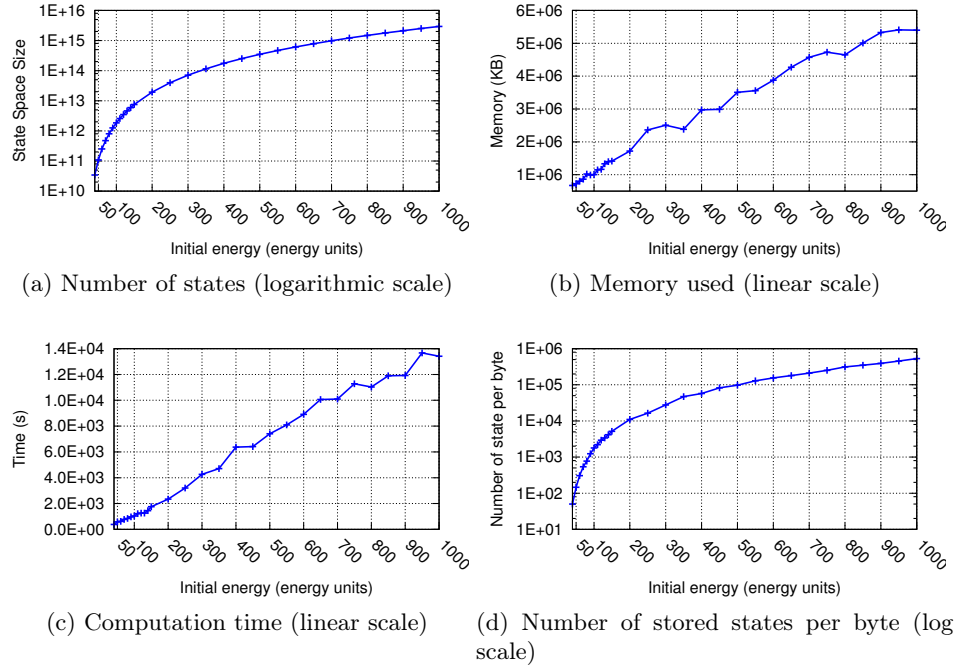 1E+16
1E+15
1E+14
1E+13
1E+12
1E+11
1E+10
State Space Size
50 100 200 300 400 500 600 700 800 900 1000
Initial energy (energy units)
(a) Number of states (logarithmic scale)
6E+06
5E+06
4E+06
3E+06
2E+06
1E+06
Memory (KB)
50 100 200 300 400 500 600 700 800 900 1000
Initial energy (energy units)
(b) Memory used (linear scale)
1.4E+04
1.2E+04
1.0E+04
8.0E+03
6.0E+03
4.0E+03
2.0E+03
0.0E+00
Time (s)
50 100 200 300 400 500 600 700 800 900 1000
Initial energy (energy units)
(c) Computation time (linear scale)
1E+06
1E+05
1E+04
1E+03
1E+02
1E+01
Number of state per byte
50 100 200 300 400 500 600 700 800 900 1000
Initial energy (energy units)
(d) Number of stored states per byte (log
scale)